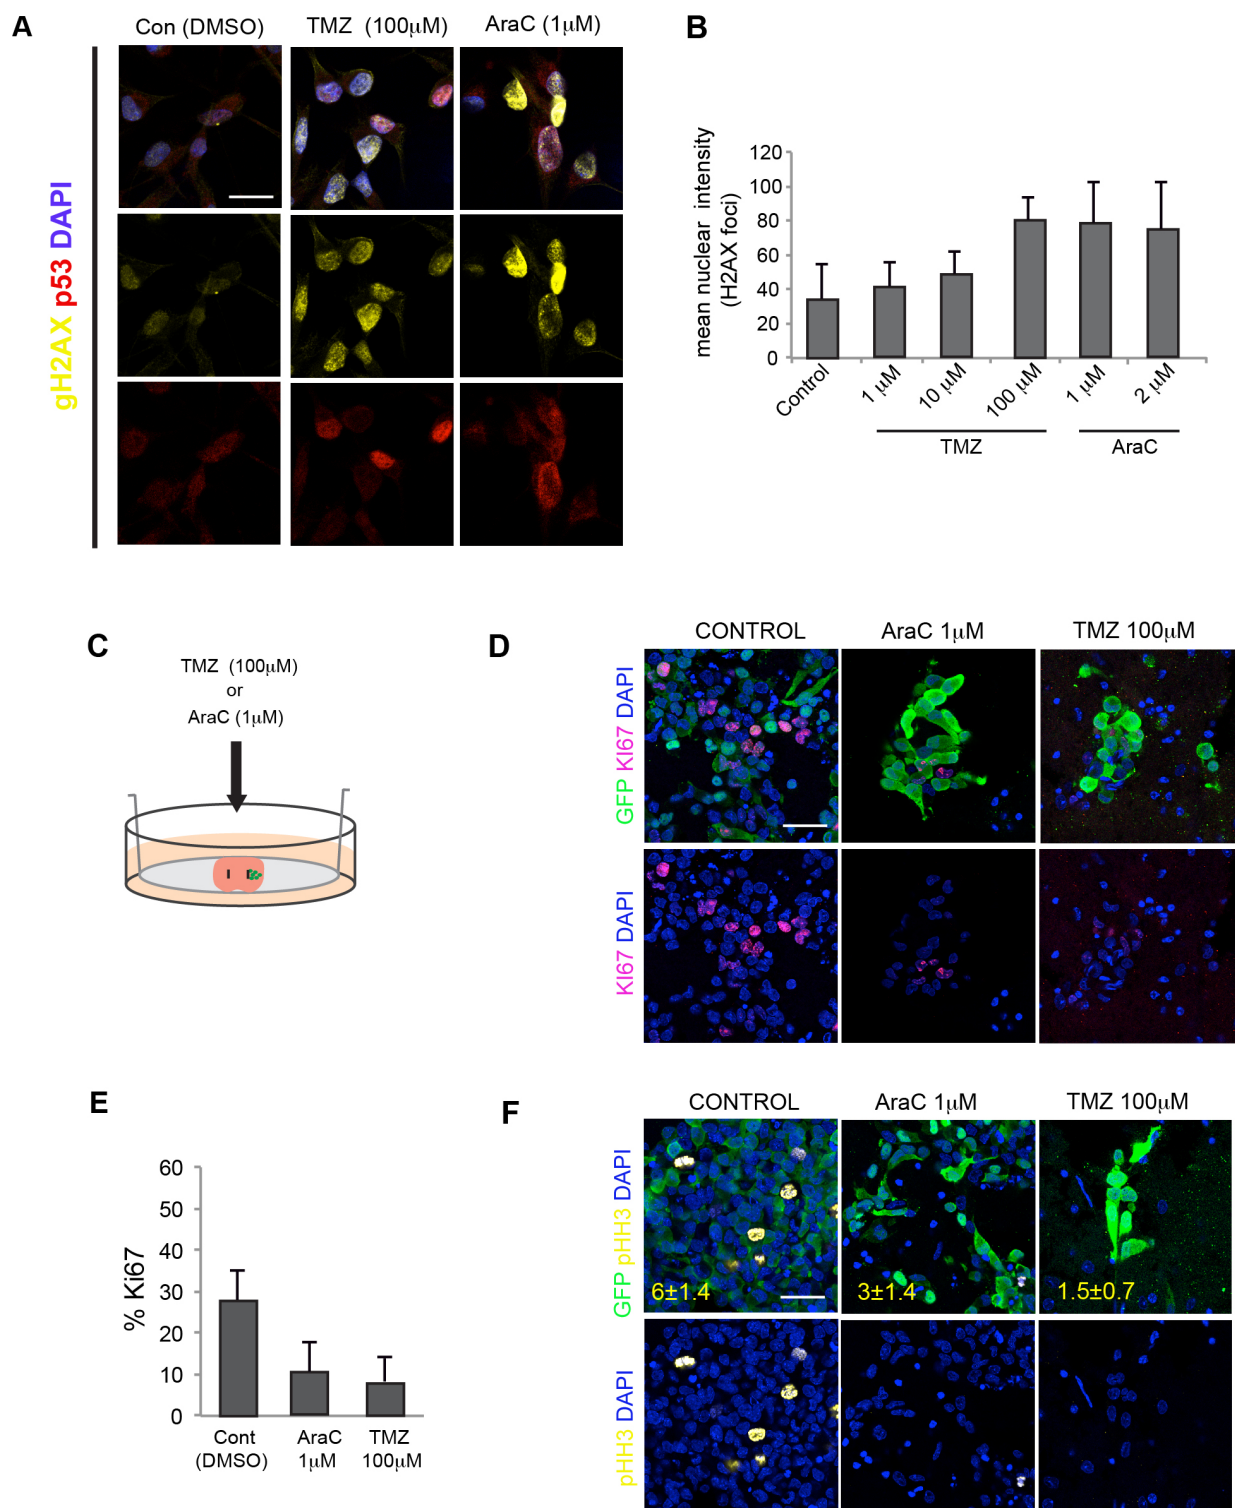 A
Con (DMSO)
TMZ (100μM)
AraC (1μM)
gH2AX p53 DAPI
B
mean nuclear intensity
(H2AX foci)
120
100
80
60
40
20
0
Control
1 μM
10 μM
100 μM
1 μM
2 μM
TMZ
AraC
C
TMZ (100μM)
or
AraC (1μM)
D
CONTROL
AraC 1μM
TMZ 100μM
GFP KI67 DAPI
KI67 DAPI
E
% Ki67
60
50
40
30
20
10
0
Cont
(DMSO)
AraC
1μM
TMZ
100μM
F
CONTROL
AraC 1μM
TMZ 100μM
GFP pHH3 DAPI
6±1.4
3±1.4
1.5±0.7
pHH3 DAPI